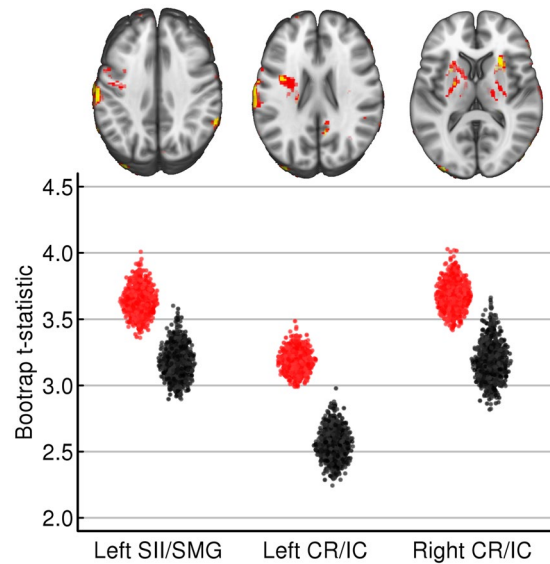 4.5
4.0
3.5
3.0
2.5
2.0
Bootrap t-statistic
Left SII/SMG
Left CR/IC
Right CR/IC